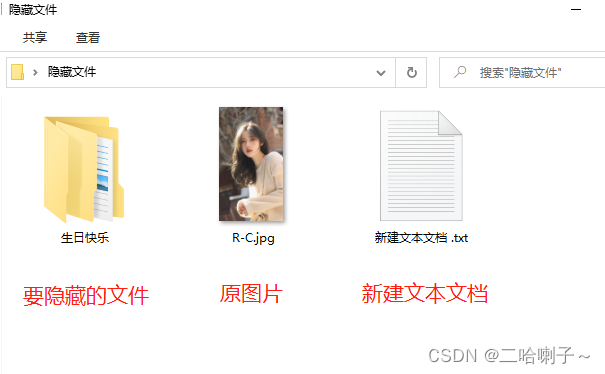 隐藏文件
共享 查看
隐藏文件 搜索"隐藏文件"
生日快乐 R-C.jpg 新建文本文档 .txt
要隐藏的文件 原图片 新建文本文档
CSDN @二哈喇子～